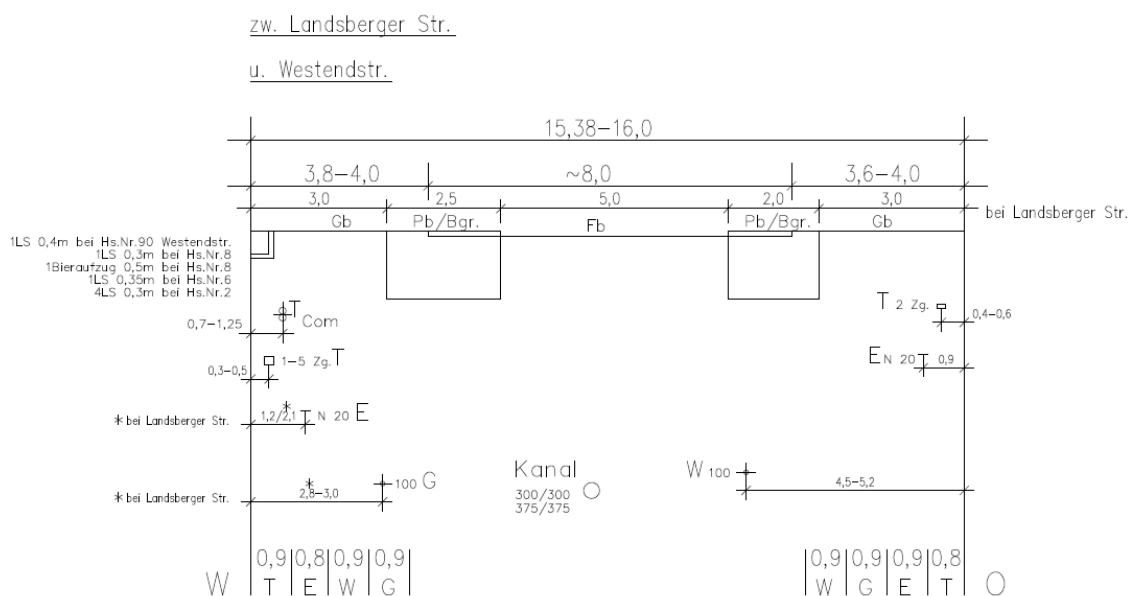 zw. Landsberger Str.
u. Westendstr.
15,38-16,0
3,8-4,0 ~8,0 3,6-4,0
3,0 2,5 5,0 2,0 3,0
Gb Pb/Bgr. Fb Pb/Bgr. Gb bei Landsberger Str.
1LS 0,4m bei Hs.Nr.90 Westendstr.
1LS 0,3m bei Hs.Nr.8
1Bieraufzug 0,5m bei Hs.Nr.8
1LS 0,35m bei Hs.Nr.6
4LS 0,3m bei Hs.Nr.2
T Com
0,7-1,25
T 2 Zg.
0,4-0,6
1-5 Zg. T
0,3-0,5
E N 20 0,9
* bei Landsberger Str. 1,2/2,1 * N 20 E
* bei Landsberger Str. 2,8-3,0 * 100 G
Kanal
300/300
375/375
W 100
4,5-5,2
0,9 0,8 0,9 0,9 0,9 0,9 0,9 0,8
W T E W G W G E T O